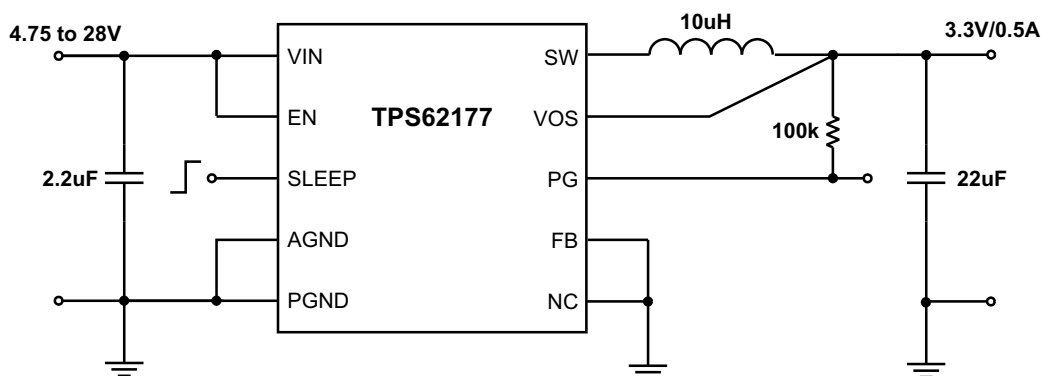 4.75 to 28V
10uH
3.3V/0.5A
VIN
SW
EN
TPS62177
VOS
100k
2.2uF
SLEEP
PG
22uF
AGND
FB
PGND
NC